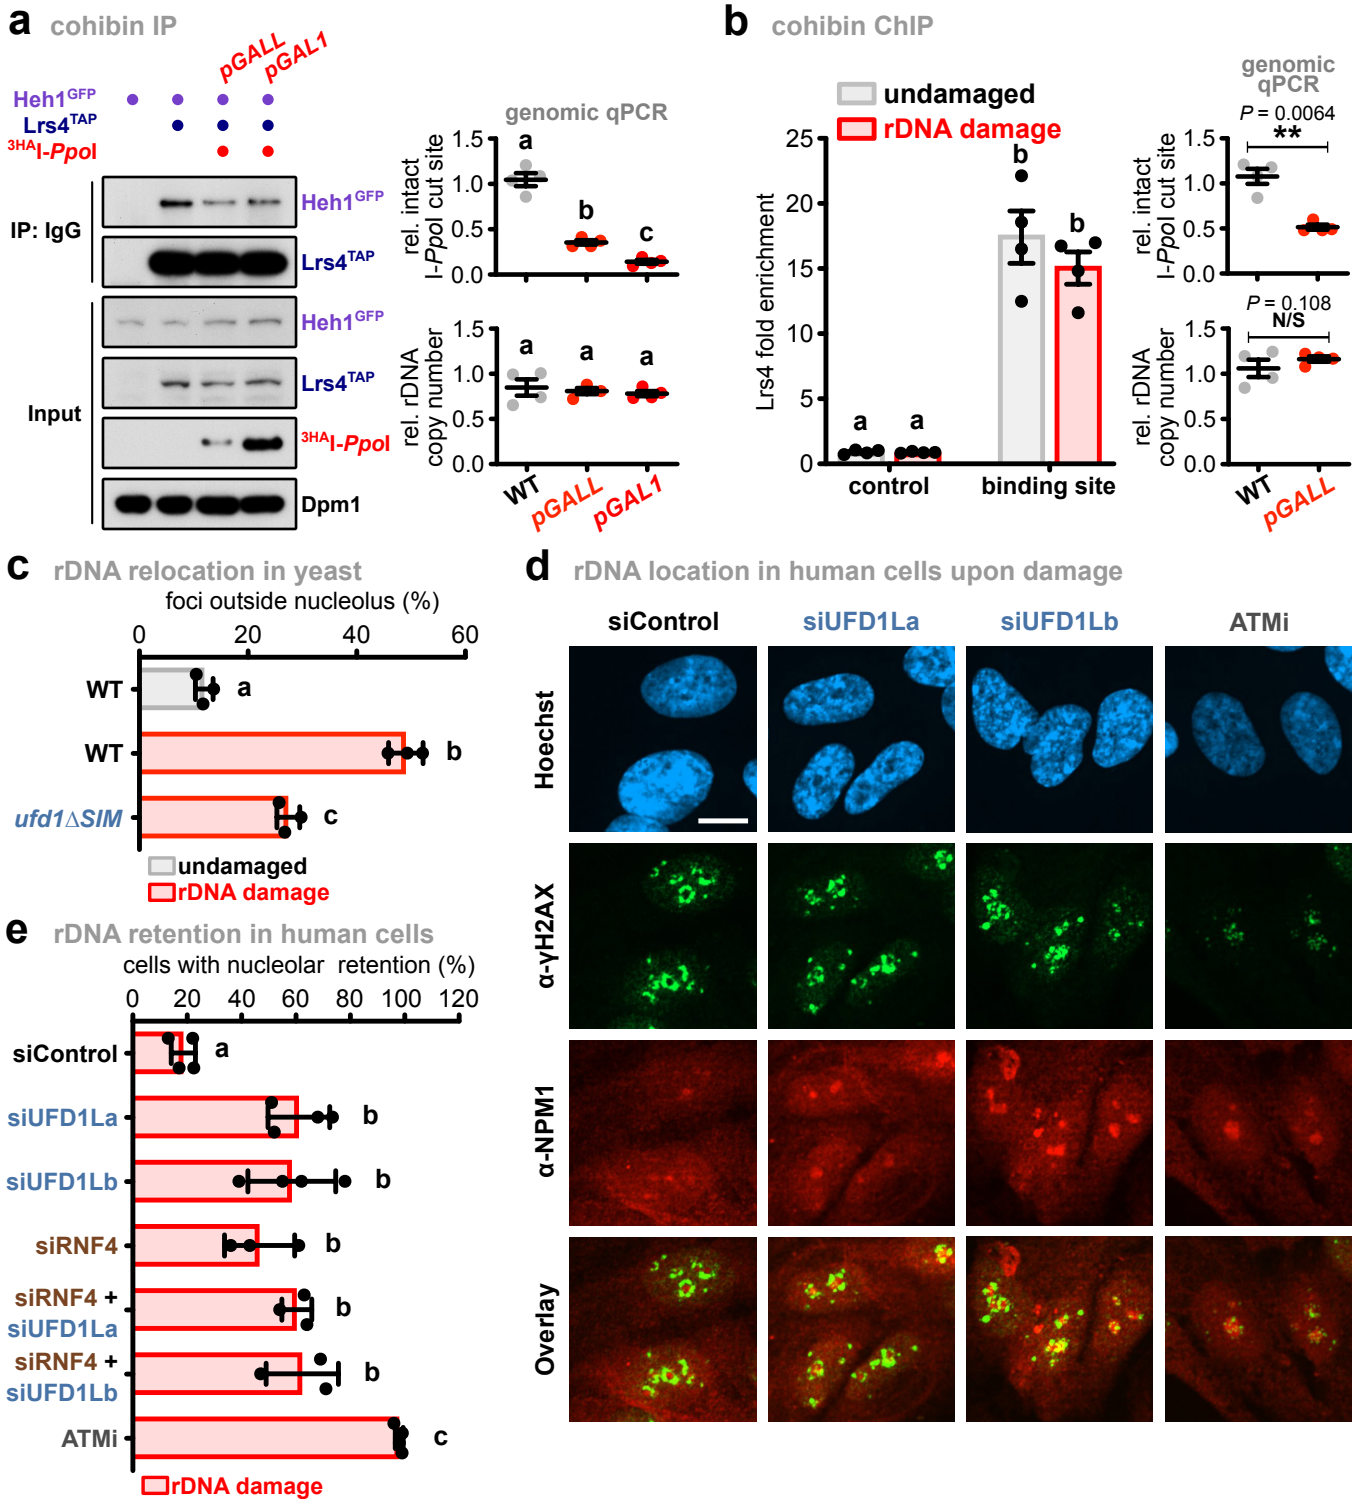 a cohibin IP
pGALL
pGAL1
Heh1GFP
Lrs4TAP
3HAI-PpoI
IP: IgG
Heh1GFP
Lrs4TAP
Input
Heh1GFP
Lrs4TAP
3HAI-PpoI
Dpm1
genomic qPCR
rel. intact
I-PpoI cut site
1.5
1.0
0.5
0.0
a
b
c
rel. rDNA
copy number
1.5
1.0
0.5
0.0
a
a
a
WT
pGALL
pGAL1
b cohibin ChIP
undamaged
rDNA damage
Lrs4 fold enrichment
25
20
15
10
5
0
a
a
b
b
control
binding site
genomic
qPCR
P = 0.0064
**
rel. intact
I-PpoI cut site
1.5
1.0
0.5
0.0
P = 0.108
N/S
rel. rDNA
copy number
1.5
1.0
0.5
0.0
WT
pGALL
c rDNA relocation in yeast
foci outside nucleolus (%)
0 20 40 60
WT a
WT b
ufd1ΔSIM c
undamaged
rDNA damage
d rDNA location in human cells upon damage
siControl siUFD1La siUFD1Lb ATMi
Hoechst
α-γH2AX
α-NPM1
Overlay
e rDNA retention in human cells
cells with nucleolar retention (%)
0 20 40 60 80 100 120
siControl a
siUFD1La b
siUFD1Lb b
siRNF4 b
siRNF4 +
siUFD1La b
siRNF4 +
siUFD1Lb b
ATMi c
rDNA damage